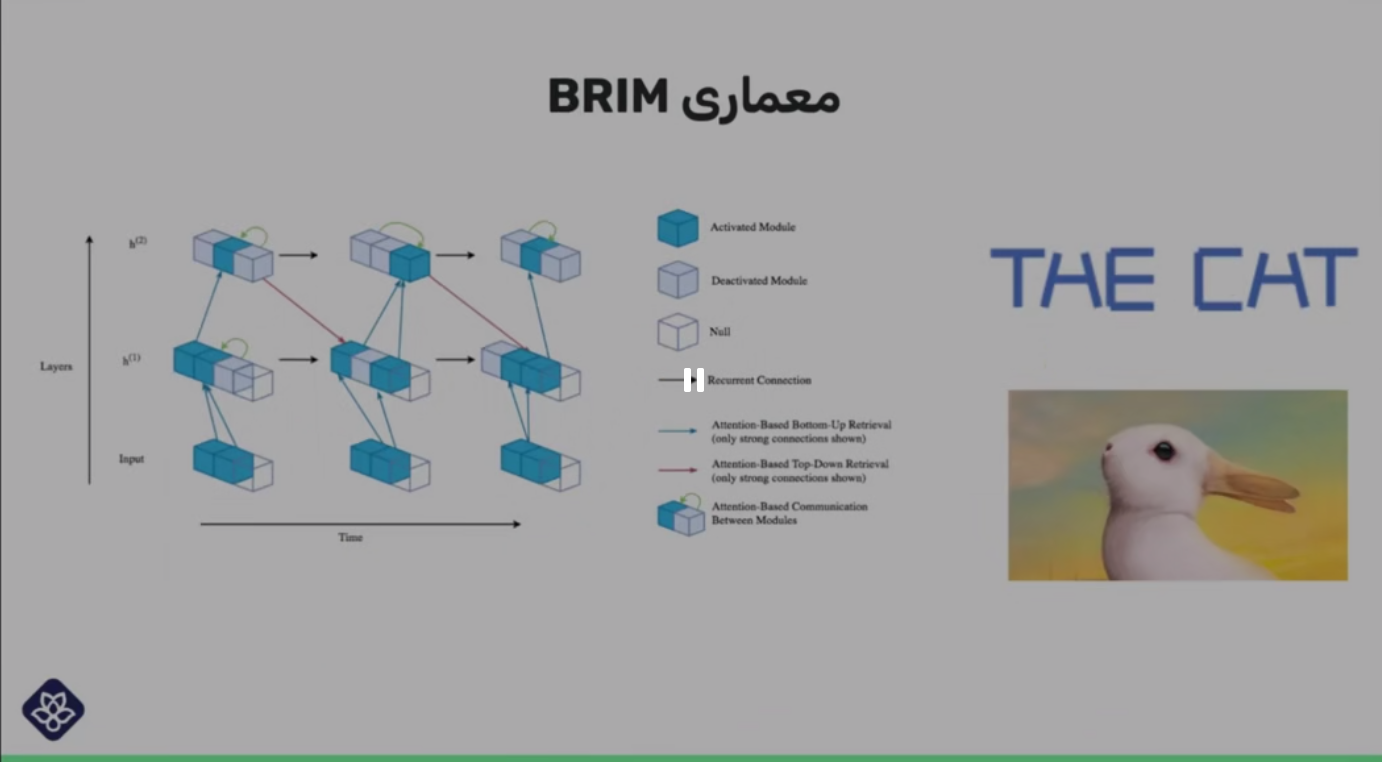 معماری BRIM
h(2)
h(1)
Layers
Input
Time
Activated Module
Deactivated Module
Null
Recurrent Connection
Attention-Based Bottom-Up Retrieval
(only strong connections shown)
Attention-Based Top-Down Retrieval
(only strong connections shown)
Attention-Based Communication
Between Modules
THE CHT